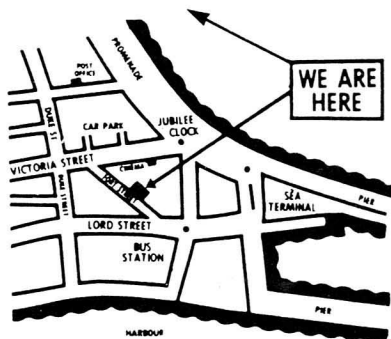 PROMENADE
POST
OFFICE
WE ARE
HERE
DUKE ST
CAR PARK
JUBILEE
CLOCK
VICTORIA STREET
CINEMA
DUKE STREET
SEA
TERMINAL
PIER
LORD STREET
BUS
STATION
PIER
HARBOUR